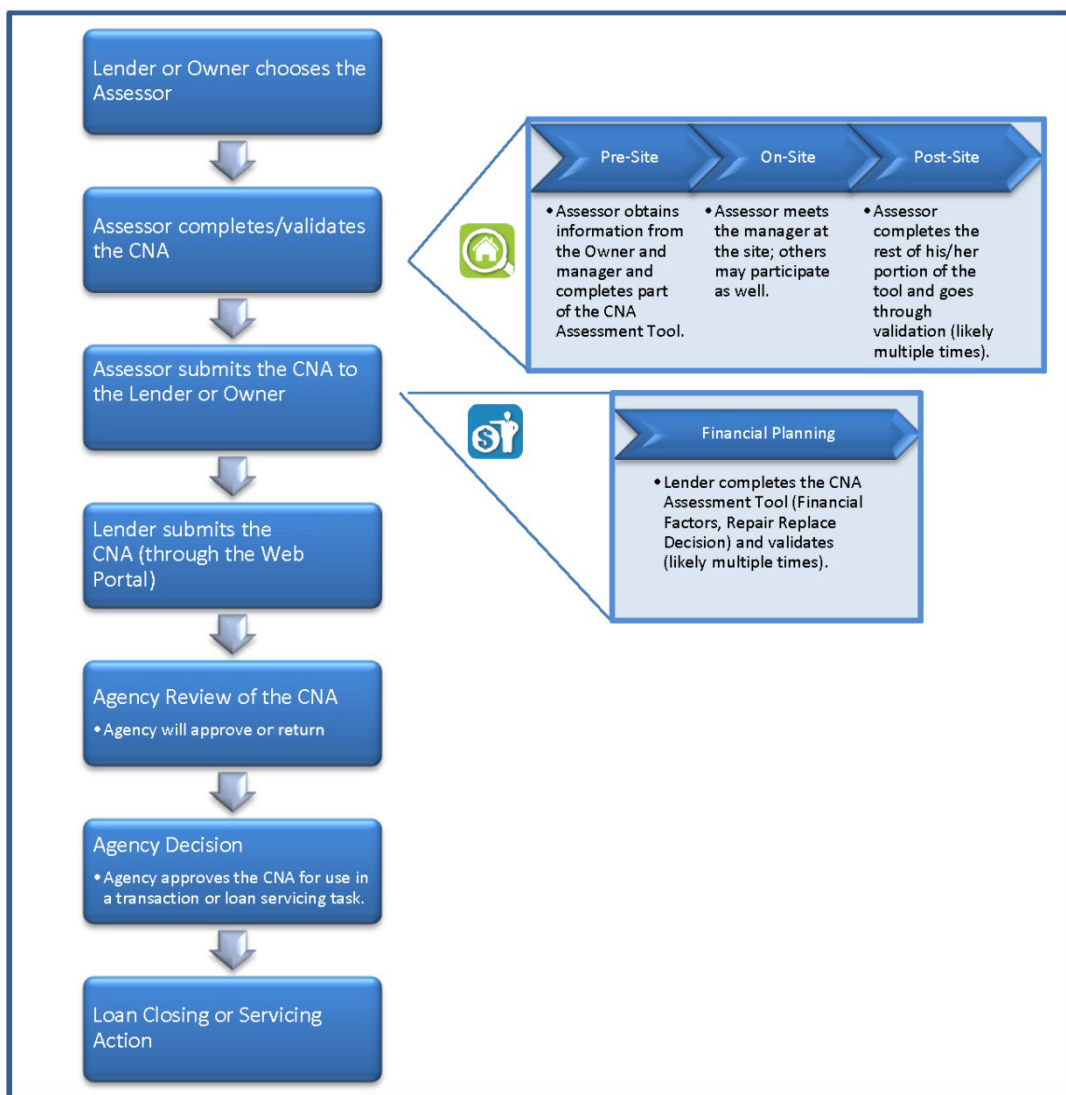 Lender or Owner chooses the
Assessor
Assessor completes/validates
the CNA
Pre-Site
On-Site
Post-Site
• Assessor obtains
information from
the Owner and
manager and
completes part
of the CNA
Assessment Tool.
• Assessor meets
the manager at
the site; others
may participate
as well.
• Assessor
completes the
rest of his/her
portion of the
tool and goes
through
validation (likely
multiple times).
Assessor submits the CNA to
the Lender or Owner
$
Financial Planning
• Lender completes the CNA
Assessment Tool (Financial
Factors, Repair Replace
Decision) and validates
(likely multiple times).
Lender submits the
CNA (through the Web
Portal)
Agency Review of the CNA
• Agency will approve or return
Agency Decision
• Agency approves the CNA for use in
a transaction or loan servicing task.
Loan Closing or Servicing
Action